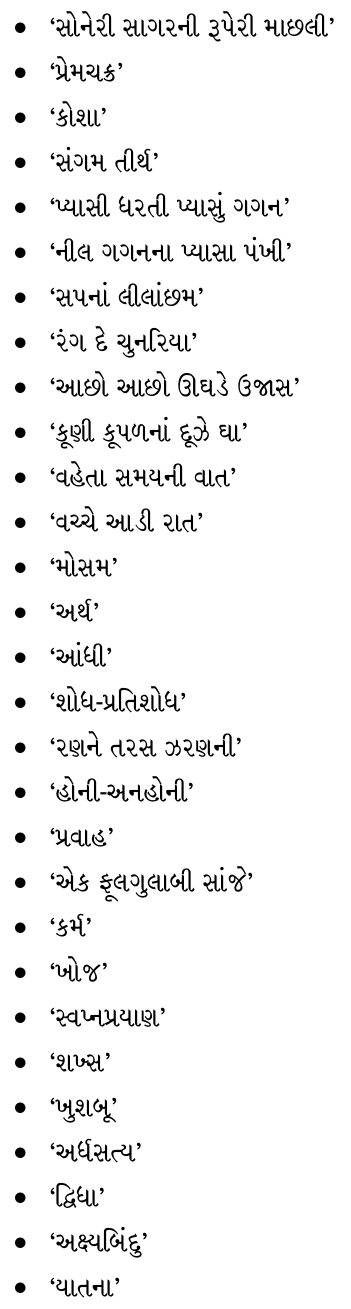 • ‘સોનેરી સાગરની રૂપેરી માછલી’
• ‘પ્રેમચક્ર’
• ‘કોશા’
• ‘સંગમ તીર્થ’
• ‘પ્યાસી ધરતી પ્યાસું ગગન’
• ‘નીલ ગગનના પ્યાસા પંખી’
• ‘સપનાં લીલાંછમ’
• ‘રંગ દે ચુનરિયા’
• ‘આછો આછો ઊઘડે ઉજાસ’
• ‘કૂણી કૂપળનાં દૂઝે ઘા’
• ‘વહેતા સમયની વાત’
• ‘વચ્ચે આડી રાત’
• ‘મોસમ’
• ‘અર્થ’
• ‘આંધી’
• ‘શોધ-પ્રતિશોધ’
• ‘રણને તરસ ઝરણની’
• ‘હોની-અનહોની’
• ‘પ્રવાહ’
• ‘એક ફૂલગુલાબી સાંજે’
• ‘કર્મ’
• ‘ખોજ’
• ‘સ્વપ્નપ્રયાણ’
• ‘શખ્સ’
• ‘ખુશબૂ’
• ‘અર્ધસત્ય’
• ‘દ્વિધા’
• ‘અક્ષ્યબિંદુ’
• ‘યાતના’